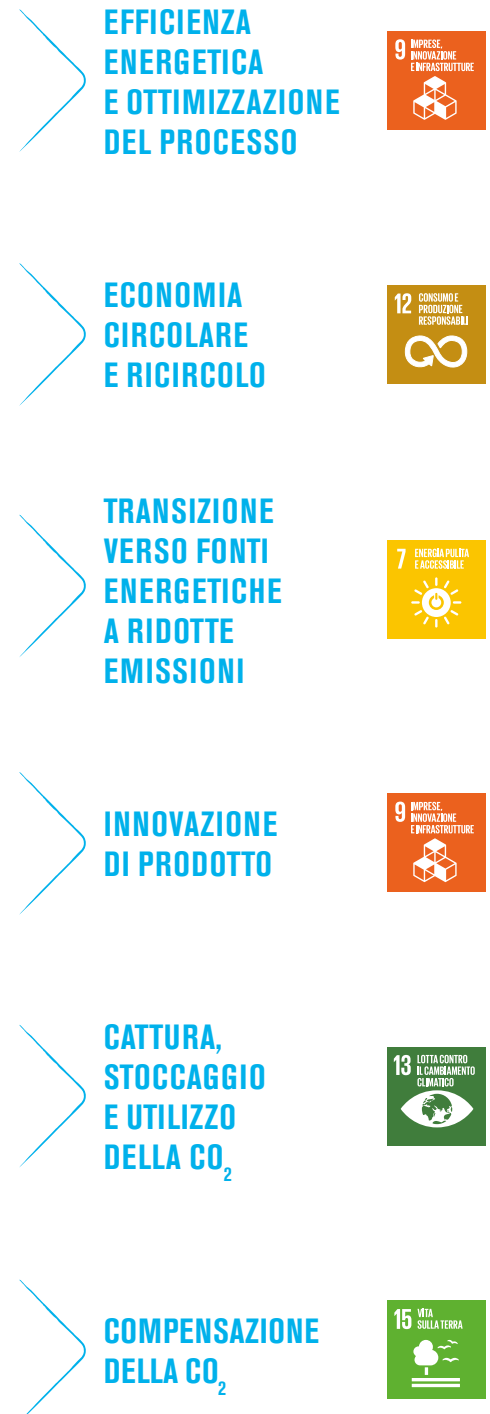 EFFICIENZA
ENERGETICA
E OTTIMIZZAZIONE
DEL PROCESSO
9 IMPRESE,
INNOVAZIONE
E INFRASTRUTTURE
ECONOMIA
CIRCOLARE
E RICIRCOLO
12 CONSUMO E
PRODUZIONE
RESPONSABILI
TRANSIZIONE
VERSO FONTI
ENERGETICHE
A RIDOTTE
EMISSIONI
7 ENERGIA PULITA
E ACCESSIBILE
INNOVAZIONE
DI PRODOTTO
9 IMPRESE,
INNOVAZIONE
E INFRASTRUTTURE
CATTURA,
STOCCAGGIO
E UTILIZZO
DELLA CO₂
13 LOTTA CONTRO
IL CAMBIAMENTO
CLIMATICO
COMPENSAZIONE
DELLA CO₂
15 VITA
SULLA TERRA